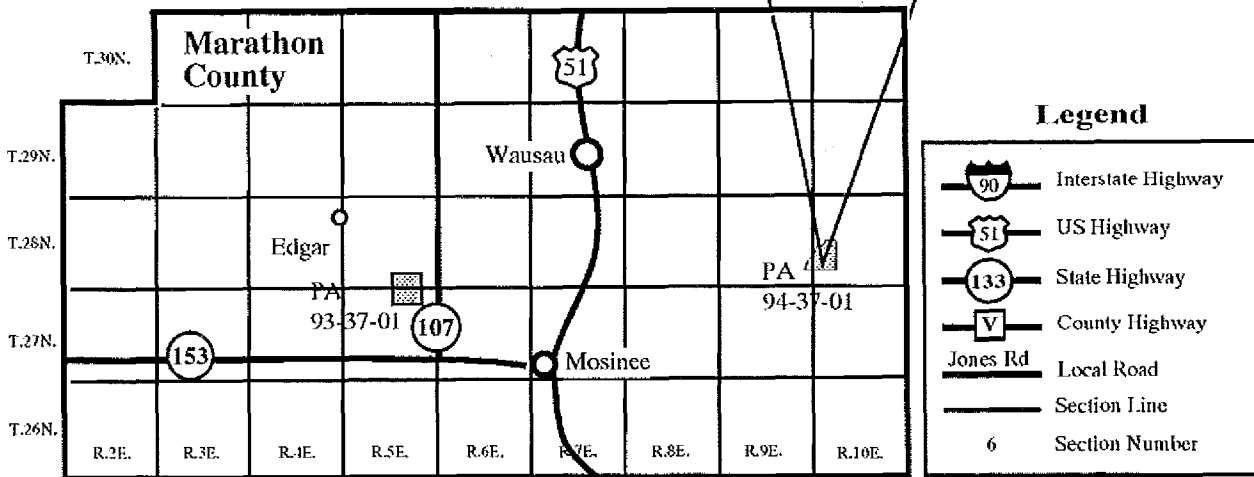 Marathon
County
T.30N.
51
T.29N.
Wausau
T.28N.
Edgar
PA
93-37-01
PA
94-37-01
107
T.27N.
153
Mosinee
T.26N.
R.2E.
R.3E.
R.4E.
R.5E.
R.6E.
R.7E.
R.8E.
R.9E.
R.10E.
Legend
90
Interstate Highway
51
US Highway
133
State Highway
V
County Highway
Jones Rd
Local Road
Section Line
6
Section Number